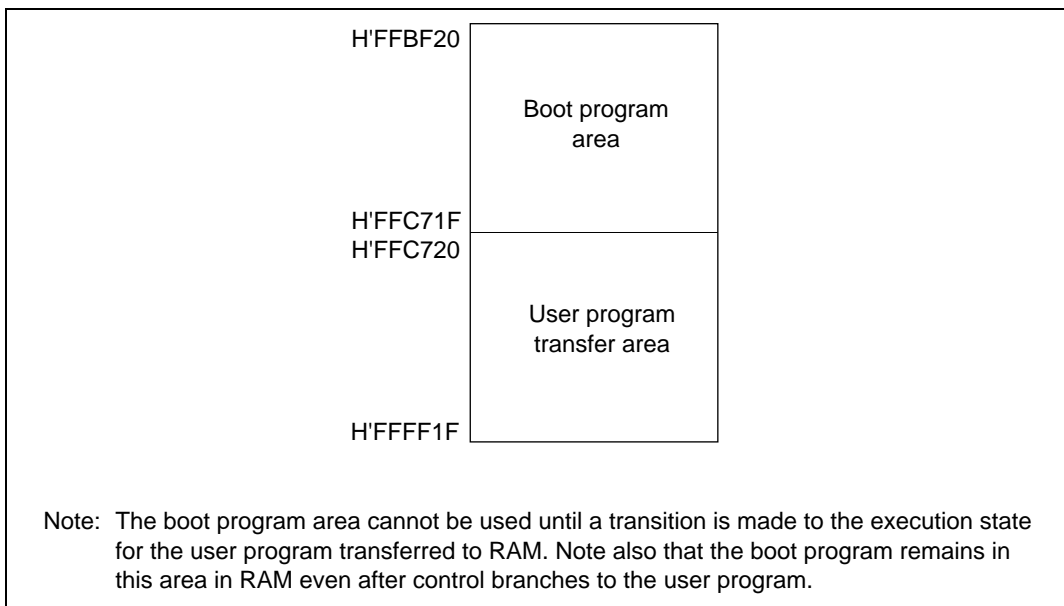 H'FFBF20
Boot program
area
H'FFC71F
H'FFC720
User program
transfer area
H'FFFF1F
Note: The boot program area cannot be used until a transition is made to the execution state
for the user program transferred to RAM. Note also that the boot program remains in
this area in RAM even after control branches to the user program.